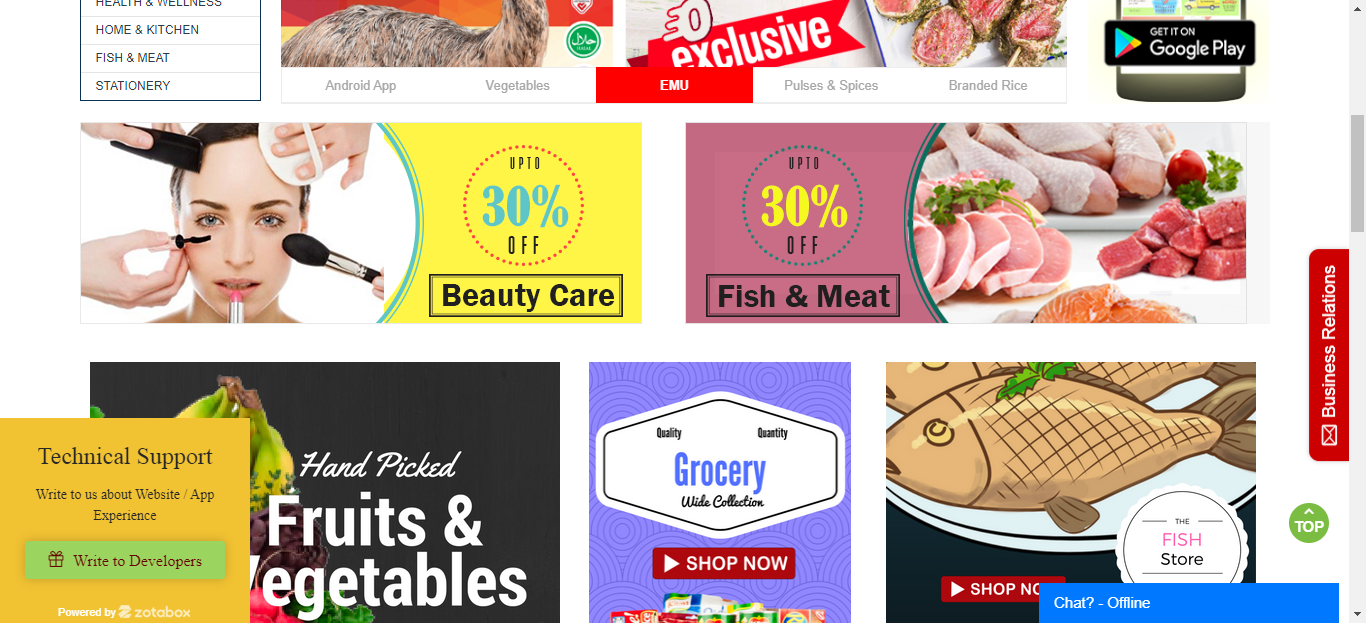 HEALTH & WELLNESS
HOME & KITCHEN
FISH & MEAT
STATIONERY
حلال
HALAL
exclusive
GET IT ON
Google Play
Android App
Vegetables
EMU
Pulses & Spices
Branded Rice
UPTO
30%
OFF
Beauty Care
UPTO
30%
OFF
Fish & Meat
Business Relations
Hand Picked
Fruits &
Vegetables
Quality
Quantity
Grocery
Wide Collection
SHOP NOW
THE
FISH
Store
SHOP NO
TOP
Technical Support
Write to us about Website / App
Experience
Write to Developers
Powered by zotabox
Chat? - Offline